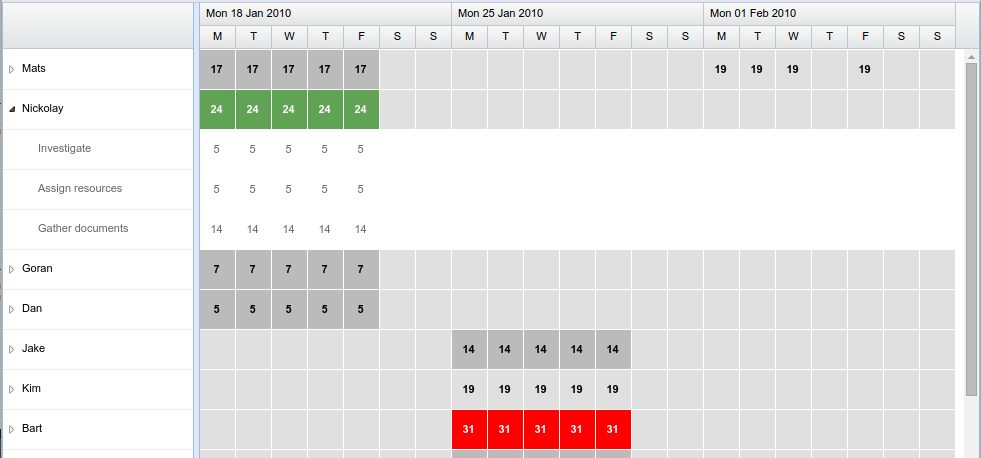 Mon 18 Jan 2010 Mon 25 Jan 2010 Mon 01 Feb 2010
M T W T F S S M T W T F S S M T W T F S S
Mats 17 17 17 17 17 19 19 19 19
Nickolay 24 24 24 24 24
Investigate 5 5 5 5 5
Assign resources 5 5 5 5 5
Gather documents 14 14 14 14 14
Goran 7 7 7 7 7
Dan 5 5 5 5 5
Jake 14 14 14 14 14
Kim 19 19 19 19 19
Bart 31 31 31 31 31